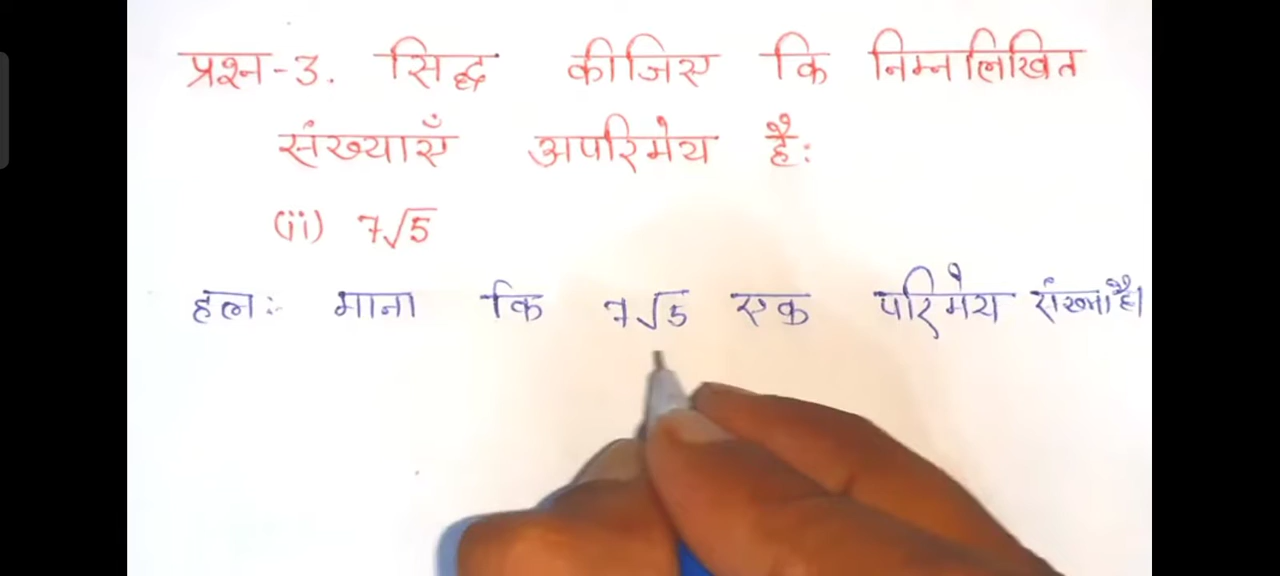 प्रश्न-3. सिद्ध कीजिए कि निम्नलिखित
संख्याएँ अपरिमेय है:
(ii) 7√5
हल:- माना कि 7√5 एक परिमेय संख्या है।